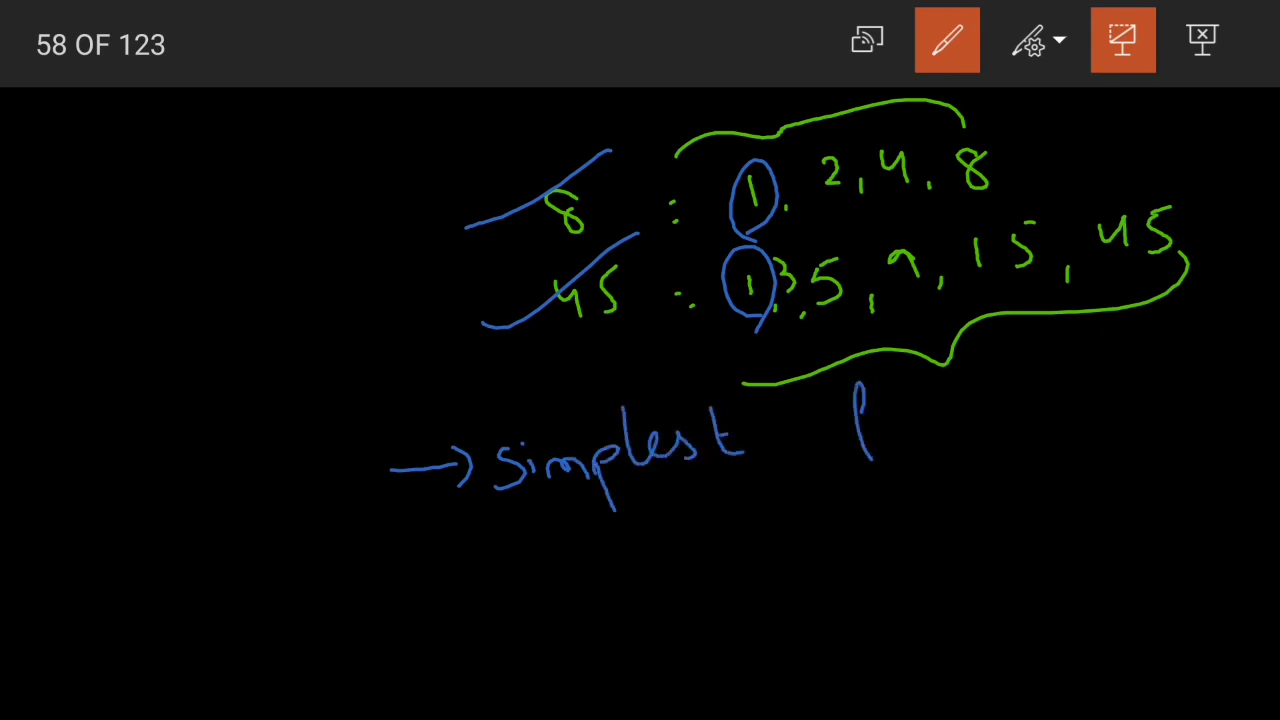 58 OF 123
8 : 1, 2, 4, 8
45 : 1, 3, 5, 9, 15, 45
→ simplest